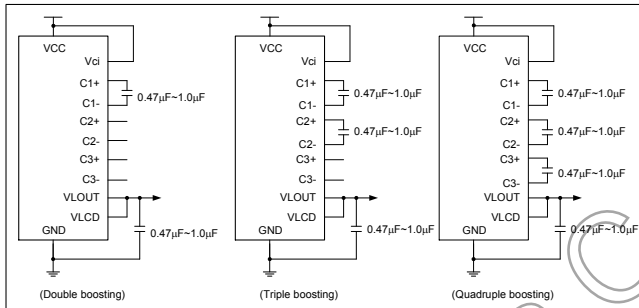 VCC
Vci
C1+
0.47μF~1.0μF
C1-
C2+
C2-
C3+
C3-
VLOUT
VLCD
GND
0.47μF~1.0μF
(Double boosting)
VCC
Vci
C1+
0.47μF~1.0μF
C1-
C2+
0.47μF~1.0μF
C2-
C3+
C3-
VLOUT
VLCD
GND
0.47μF~1.0μF
(Triple boosting)
VCC
Vci
C1+
0.47μF~1.0μF
C1-
C2+
0.47μF~1.0μF
C2-
C3+
0.47μF~1.0μF
C3-
VLOUT
VLCD
GND
0.47μF~1.0μF
(Quadruple boosting)